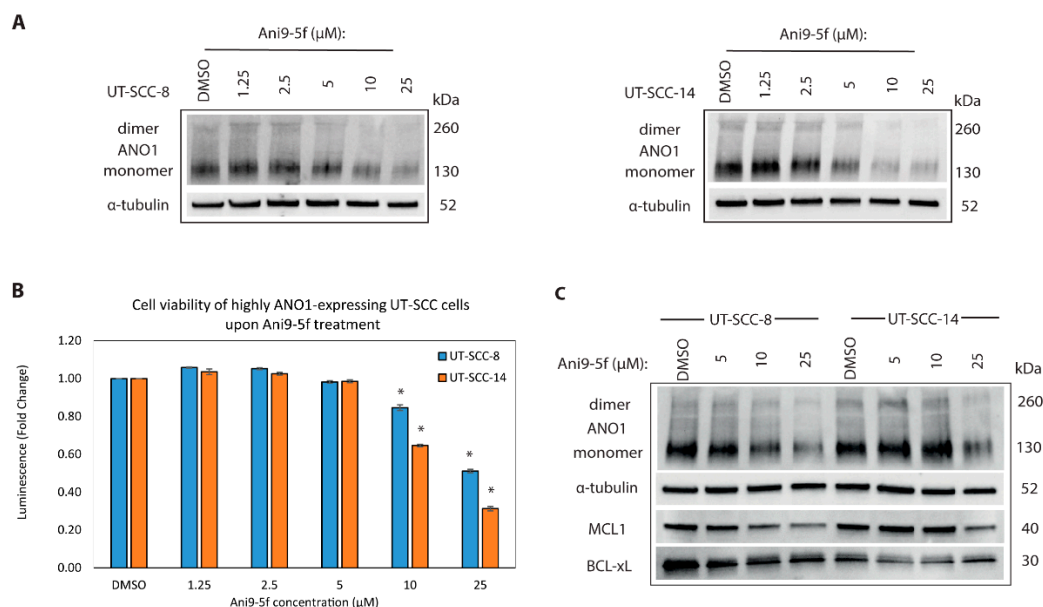 A
Ani9-5f (μM):
UT-SCC-8 DMSO 1.25 2.5 5 10 25 kDa
dimer 260
ANO1
monomer 130
α-tubulin 52
Ani9-5f (μM):
UT-SCC-14 DMSO 1.25 2.5 5 10 25 kDa
dimer 260
ANO1
monomer 130
α-tubulin 52
B
Cell viability of highly ANO1-expressing UT-SCC cells
upon Ani9-5f treatment
UT-SCC-8
UT-SCC-14
Luminescence (Fold Change)
1.20
1.00
0.80
0.60
0.40
0.20
0.00
* *
* *
DMSO 1.25 2.5 5 10 25
Ani9-5f concentration (μM)
C
UT-SCC-8 UT-SCC-14
Ani9-5f (μM): DMSO 5 10 25 DMSO 5 10 25 kDa
dimer 260
ANO1
monomer 130
α-tubulin 52
MCL1 40
BCL-xL 30